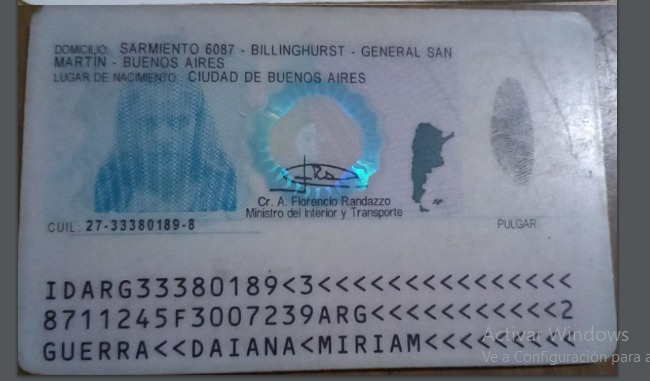 DOMICILIO: SARMIENTO 6087 - BILLINGHURST - GENERAL SAN
MARTÍN - BUENOS AIRES
LUGAR DE NACIMIENTO: CIUDAD DE BUENOS AIRES
Cr. A. Florencio Randazzo
Ministro del Interior y Transporte
CUIL: 27-33380189-8
PULGAR
IDARG33380189<3<<<<<<<<<<<<<<<
8711245F3007239ARG<<<<<<<<<<<2
GUERRA<<DAIANA<MIRIAM<<<<<<<<<
Activar Windows
Ve a Configuración para a